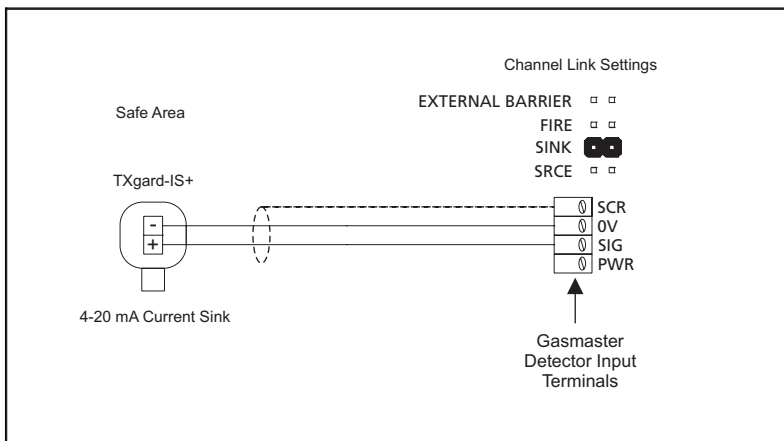 Channel Link Settings
Safe Area
EXTERNAL BARRIER
FIRE
SINK
SRCE
TXgard-IS+
-
+
SCR
0V
SIG
PWR
4-20 mA Current Sink
Gasmaster
Detector Input
Terminals